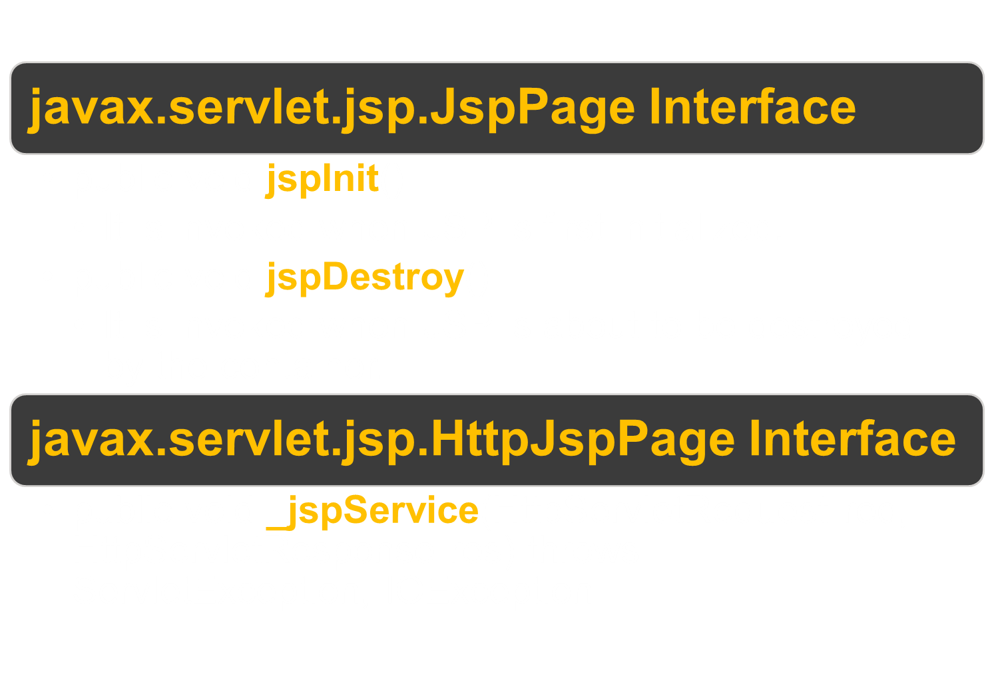 javax.servlet.jsp.JspPage Interface
jspInit
jspDestroy
javax.servlet.jsp.HttpJspPage Interface
_jspService